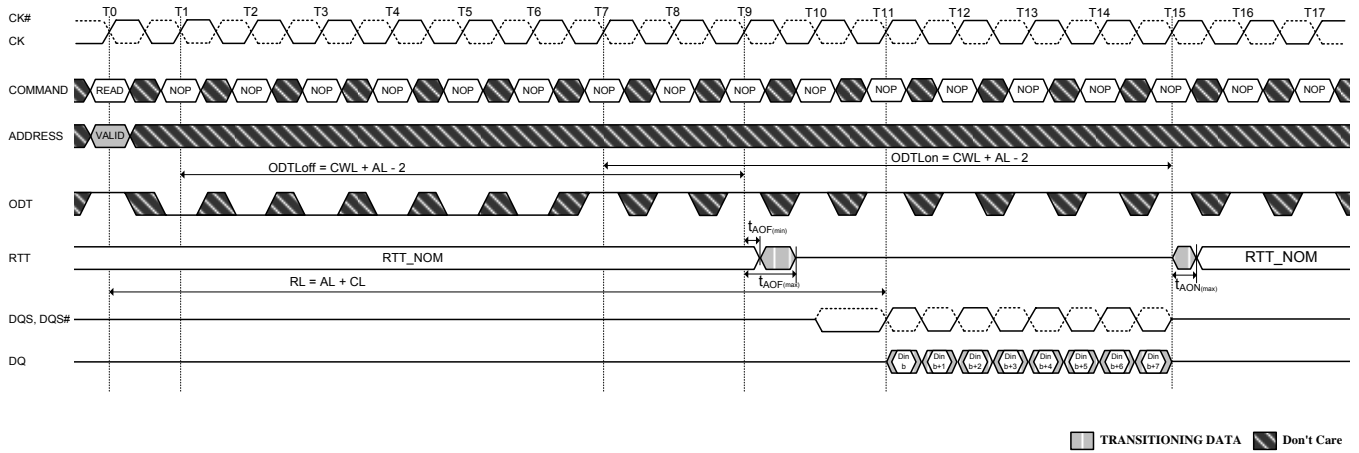 CK#
CK
T0 T1 T2 T3 T4 T5 T6 T7 T8 T9 T10 T11 T12 T13 T14 T15 T16 T17
COMMAND READ NOP NOP NOP NOP NOP NOP NOP NOP NOP NOP NOP NOP NOP NOP NOP NOP NOP
ADDRESS VALID
ODTLoff = CWL + AL - 2
ODTLon = CWL + AL - 2
ODT
tAOF(min)
RTT RTT_NOM RTT_NOM
tAOF(max)
tAON(max)
RL = AL + CL
DQS, DQS#
DQ
Din b
Din b+1
Din b+2
Din b+3
Din b+4
Din b+5
Din b+6
Din b+7
TRANSITIONING DATA Don't Care